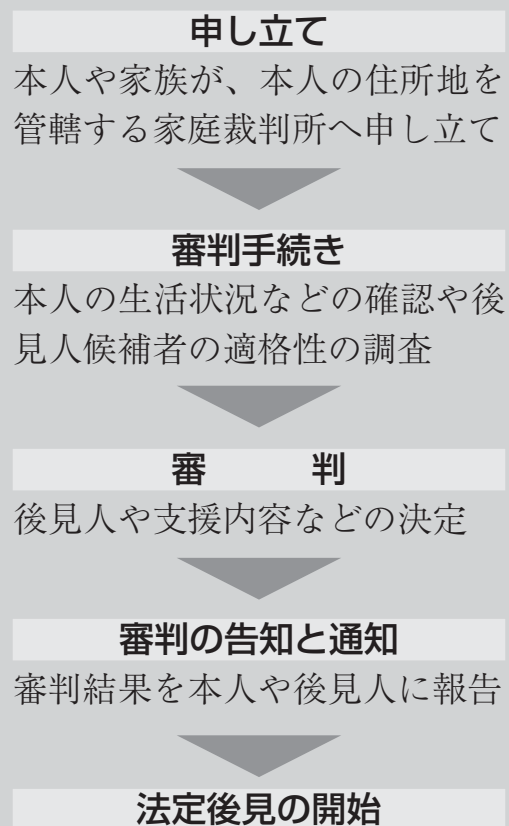 申し立て
本人や家族が、本人の住所地を
管轄する家庭裁判所へ申し立て
審判手続き
本人の生活状況などの確認や後
見人候補者の適格性の調査
審　　判
後見人や支援内容などの決定
審判の告知と通知
審判結果を本人や後見人に報告
法定後見の開始